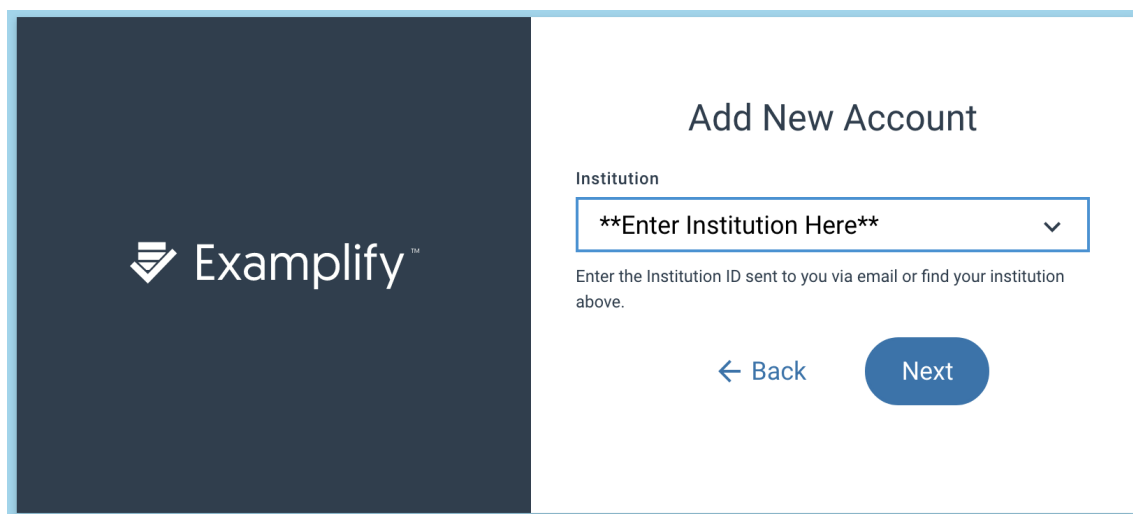 Examplify™
Add New Account
Institution
**Enter Institution Here**
Enter the Institution ID sent to you via email or find your institution
above.
← Back
Next